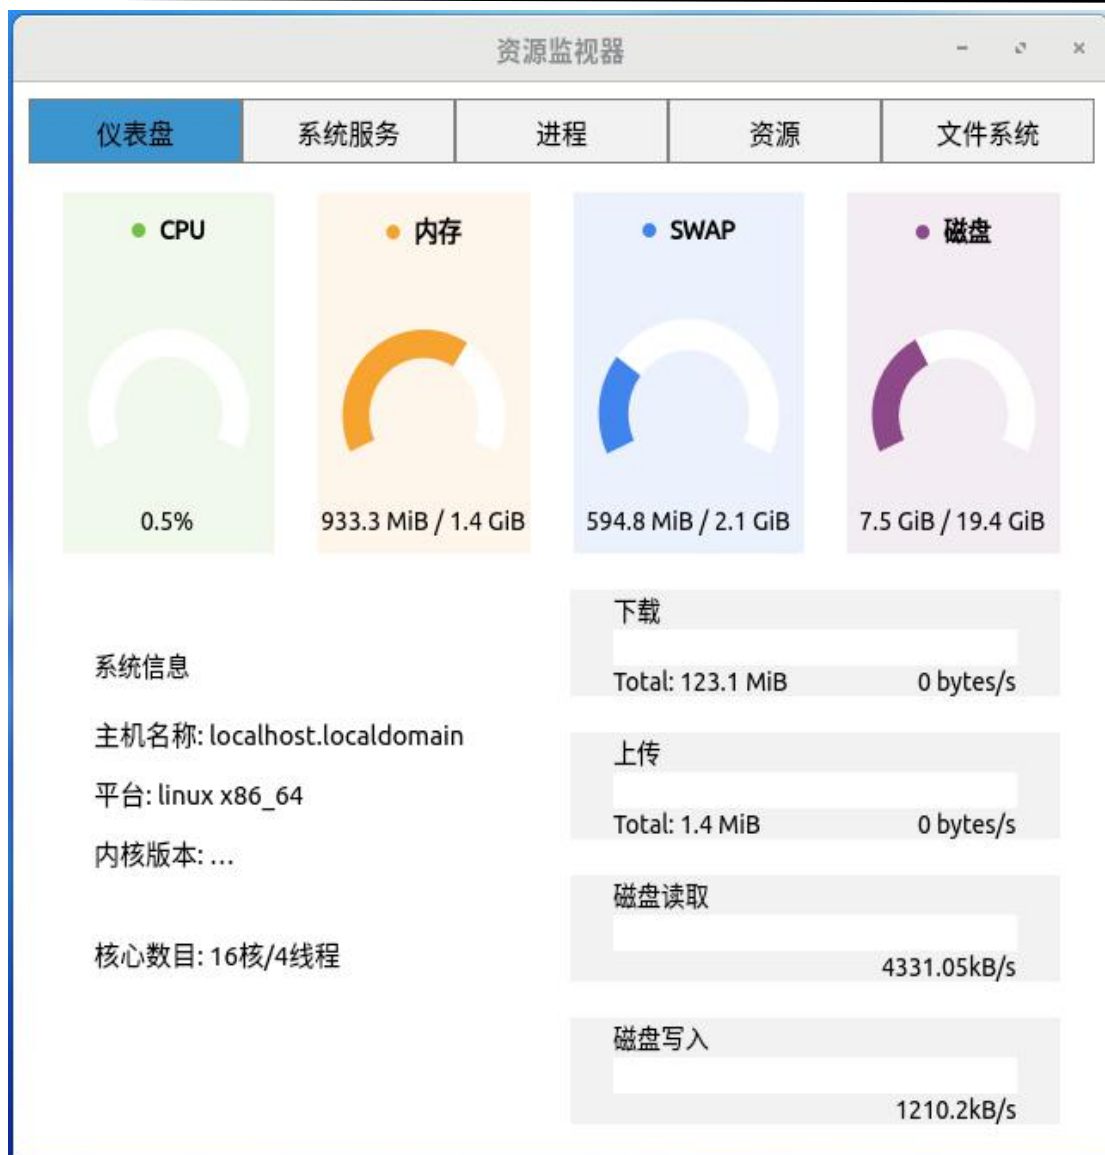 资源监视器
仪表盘 系统服务 进程 资源 文件系统
CPU 内存 SWAP 磁盘
0.5% 933.3 MiB / 1.4 GiB 594.8 MiB / 2.1 GiB 7.5 GiB / 19.4 GiB
系统信息
主机名称: localhost.localdomain
平台: linux x86_64
内核版本: ...
核心数目: 16核/4线程
下载
Total: 123.1 MiB 0 bytes/s
上传
Total: 1.4 MiB 0 bytes/s
磁盘读取
4331.05kB/s
磁盘写入
1210.2kB/s